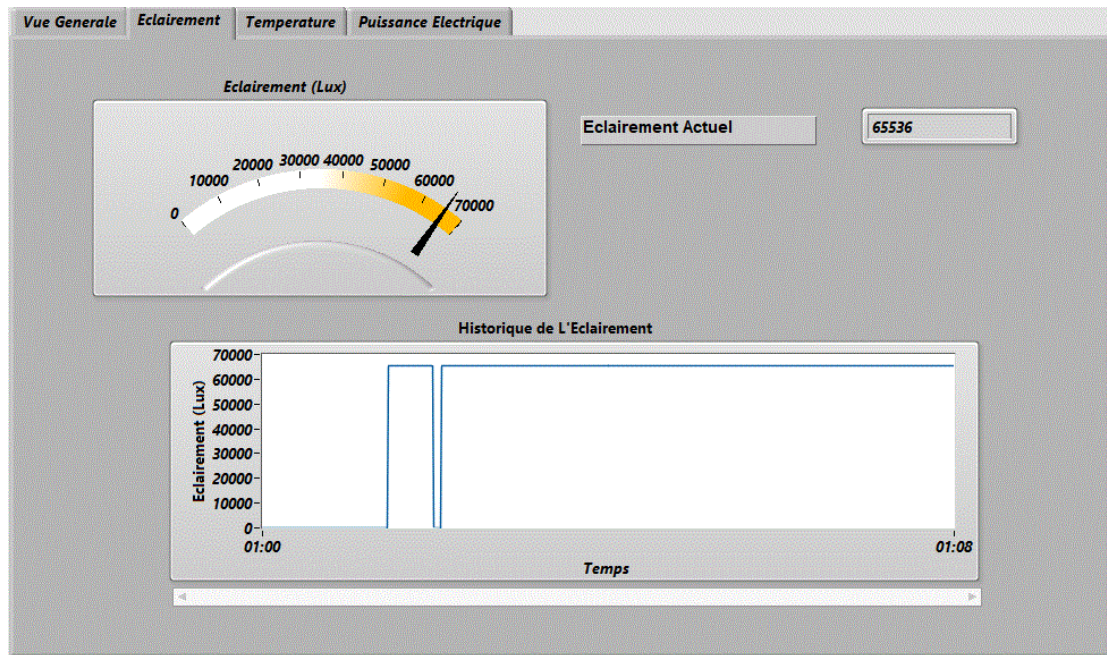 Vue Generale
Eclairement
Temperature
Puissance Electrique
Eclairement (Lux)
0
10000
20000
30000
40000
50000
60000
70000
Eclairement Actuel
65536
Historique de L'Eclairement
Eclairement (Lux)
70000
60000
50000
40000
30000
20000
10000
0
01:00
01:08
Temps